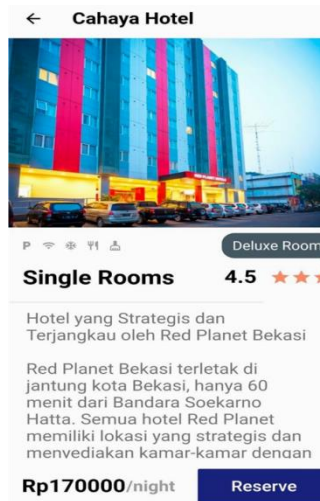 ← Cahaya Hotel
RED PLANET
P
Deluxe Room
Single Rooms
4.5
Hotel yang Strategis dan
Terjangkau oleh Red Planet Bekasi
Red Planet Bekasi terletak di
jantung kota Bekasi, hanya 60
menit dari Bandara Soekarno
Hatta. Semua hotel Red Planet
memiliki lokasi yang strategis dan
menyediakan kamar-kamar dengan
Rp170000/night
Reserve